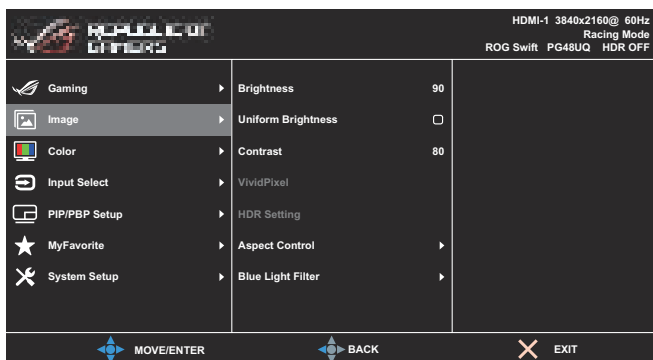 REPUBLIC OF
GAMERS
HDMI-1 3840x2160@ 60Hz
Racing Mode
ROG Swift PG48UQ HDR OFF
Gaming
Image
Color
Input Select
PIP/PBP Setup
MyFavorite
System Setup
Brightness 90
Uniform Brightness
Contrast 80
VividPixel
HDR Setting
Aspect Control
Blue Light Filter
MOVE/ENTER
BACK
EXIT